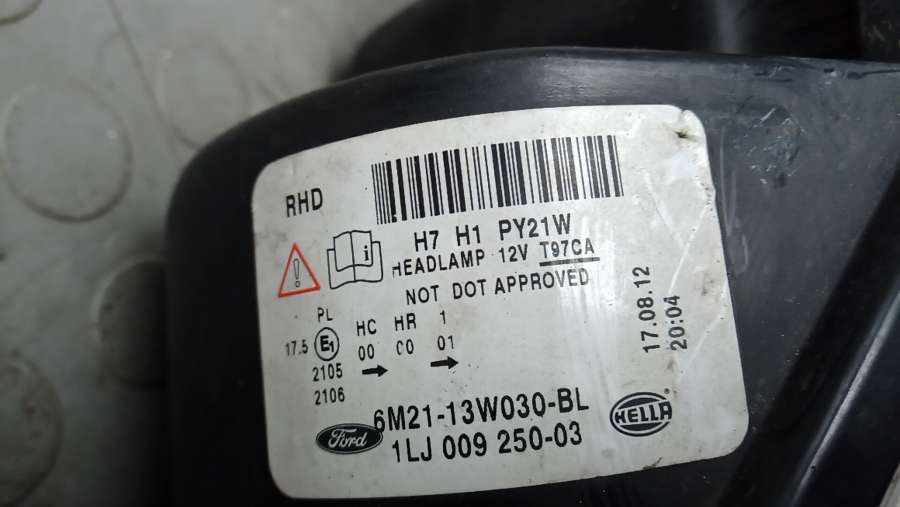 RHD
H7 H1 PY21W
HEADLAMP 12V T97CA
NOT DOT APPROVED
PL
HC HR 1
17.5 E1 00 00 01
2105
2106
17.08.12
20:04
6M21-13W030-BL
Ford
1LJ 009 250-03
HELLA